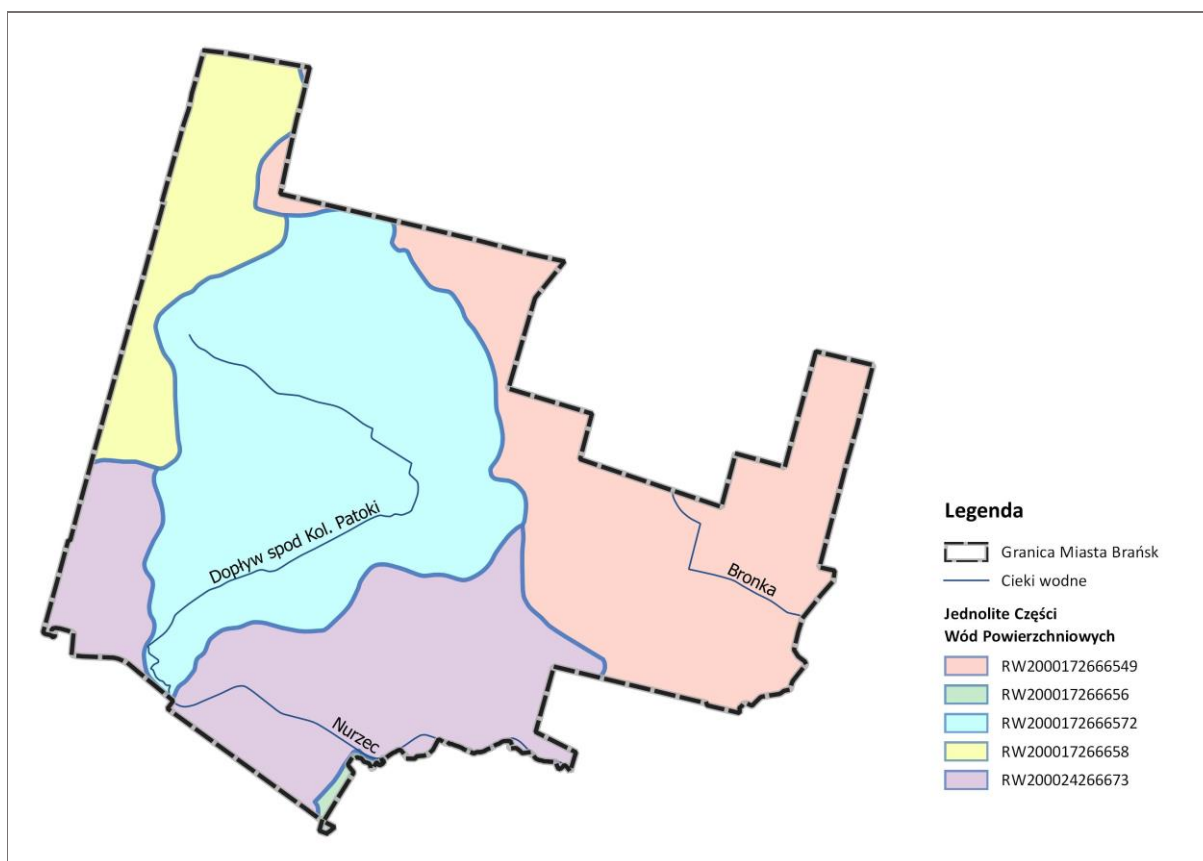 Dopływ spod Kol. Patoki
Bronka
Nurzec
Legenda
Granica Miasta Brańsk
Cieki wodne
Jednolite Części
Wód Powierzchniowych
RW2000172666549
RW200017266656
RW2000172666572
RW200017266658
RW200024266673